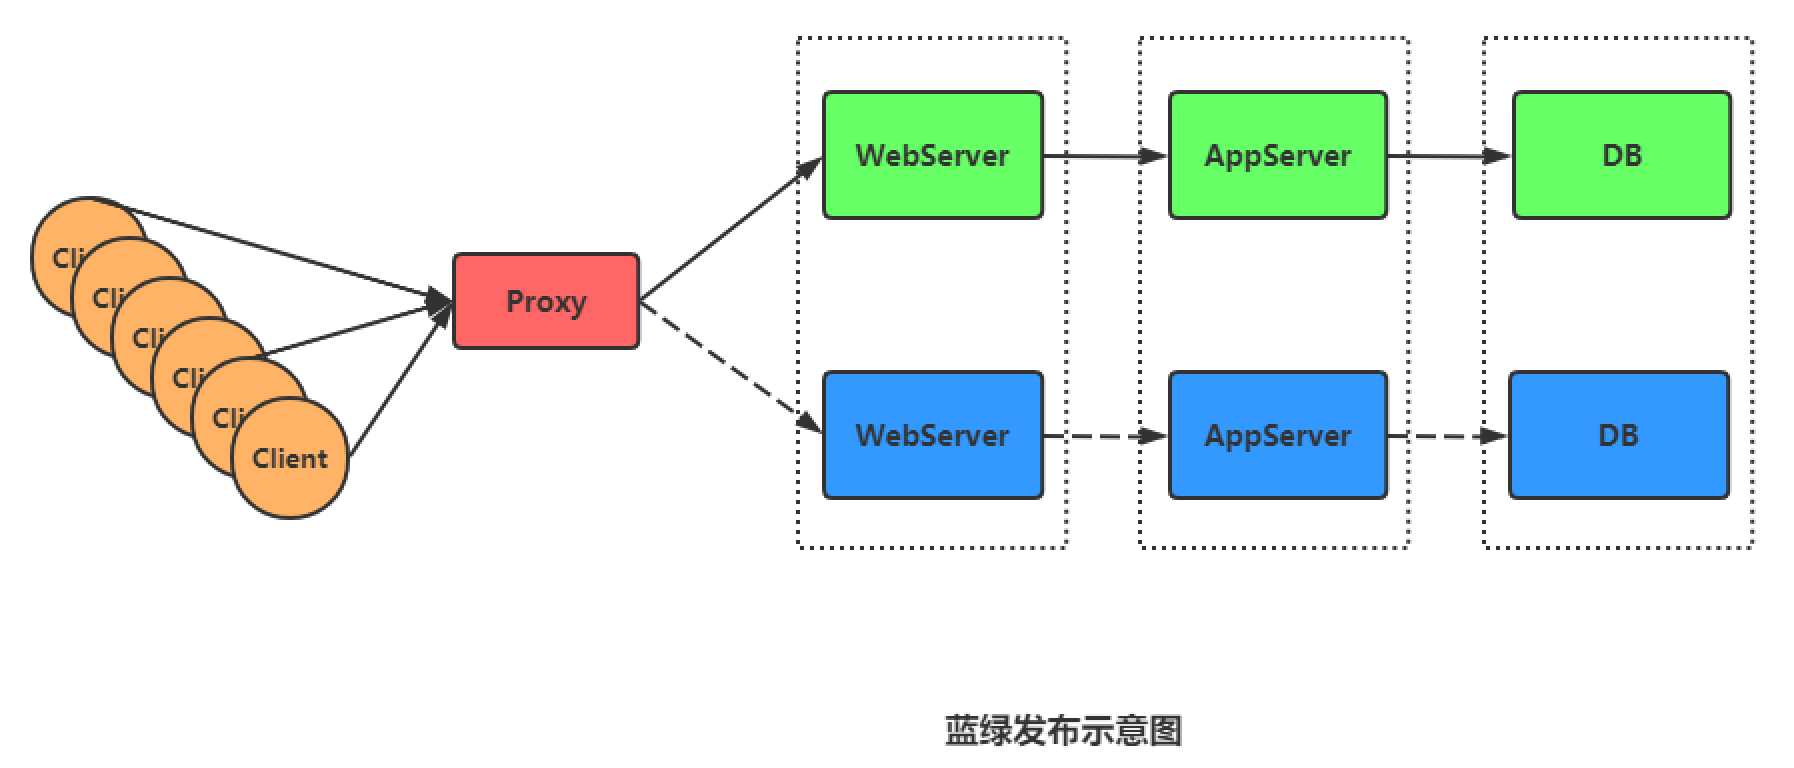 Cli
Cli
Cli
Cli
Cli
Client
Proxy
WebServer
AppServer
DB
WebServer
AppServer
DB
蓝绿发布示意图